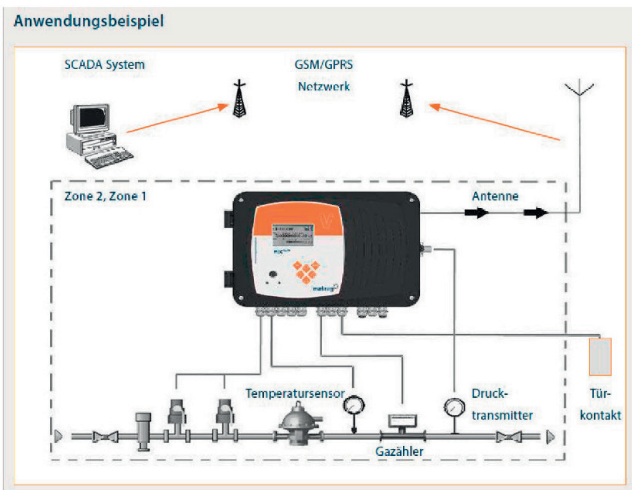 Anwendungsbeispiel
SCADA System
GSM/GPRS
Netzwerk
Zone 2, Zone 1
Antenne
Temperatursensor
Druck-
transmitter
Tür-
kontakt
Gazähler